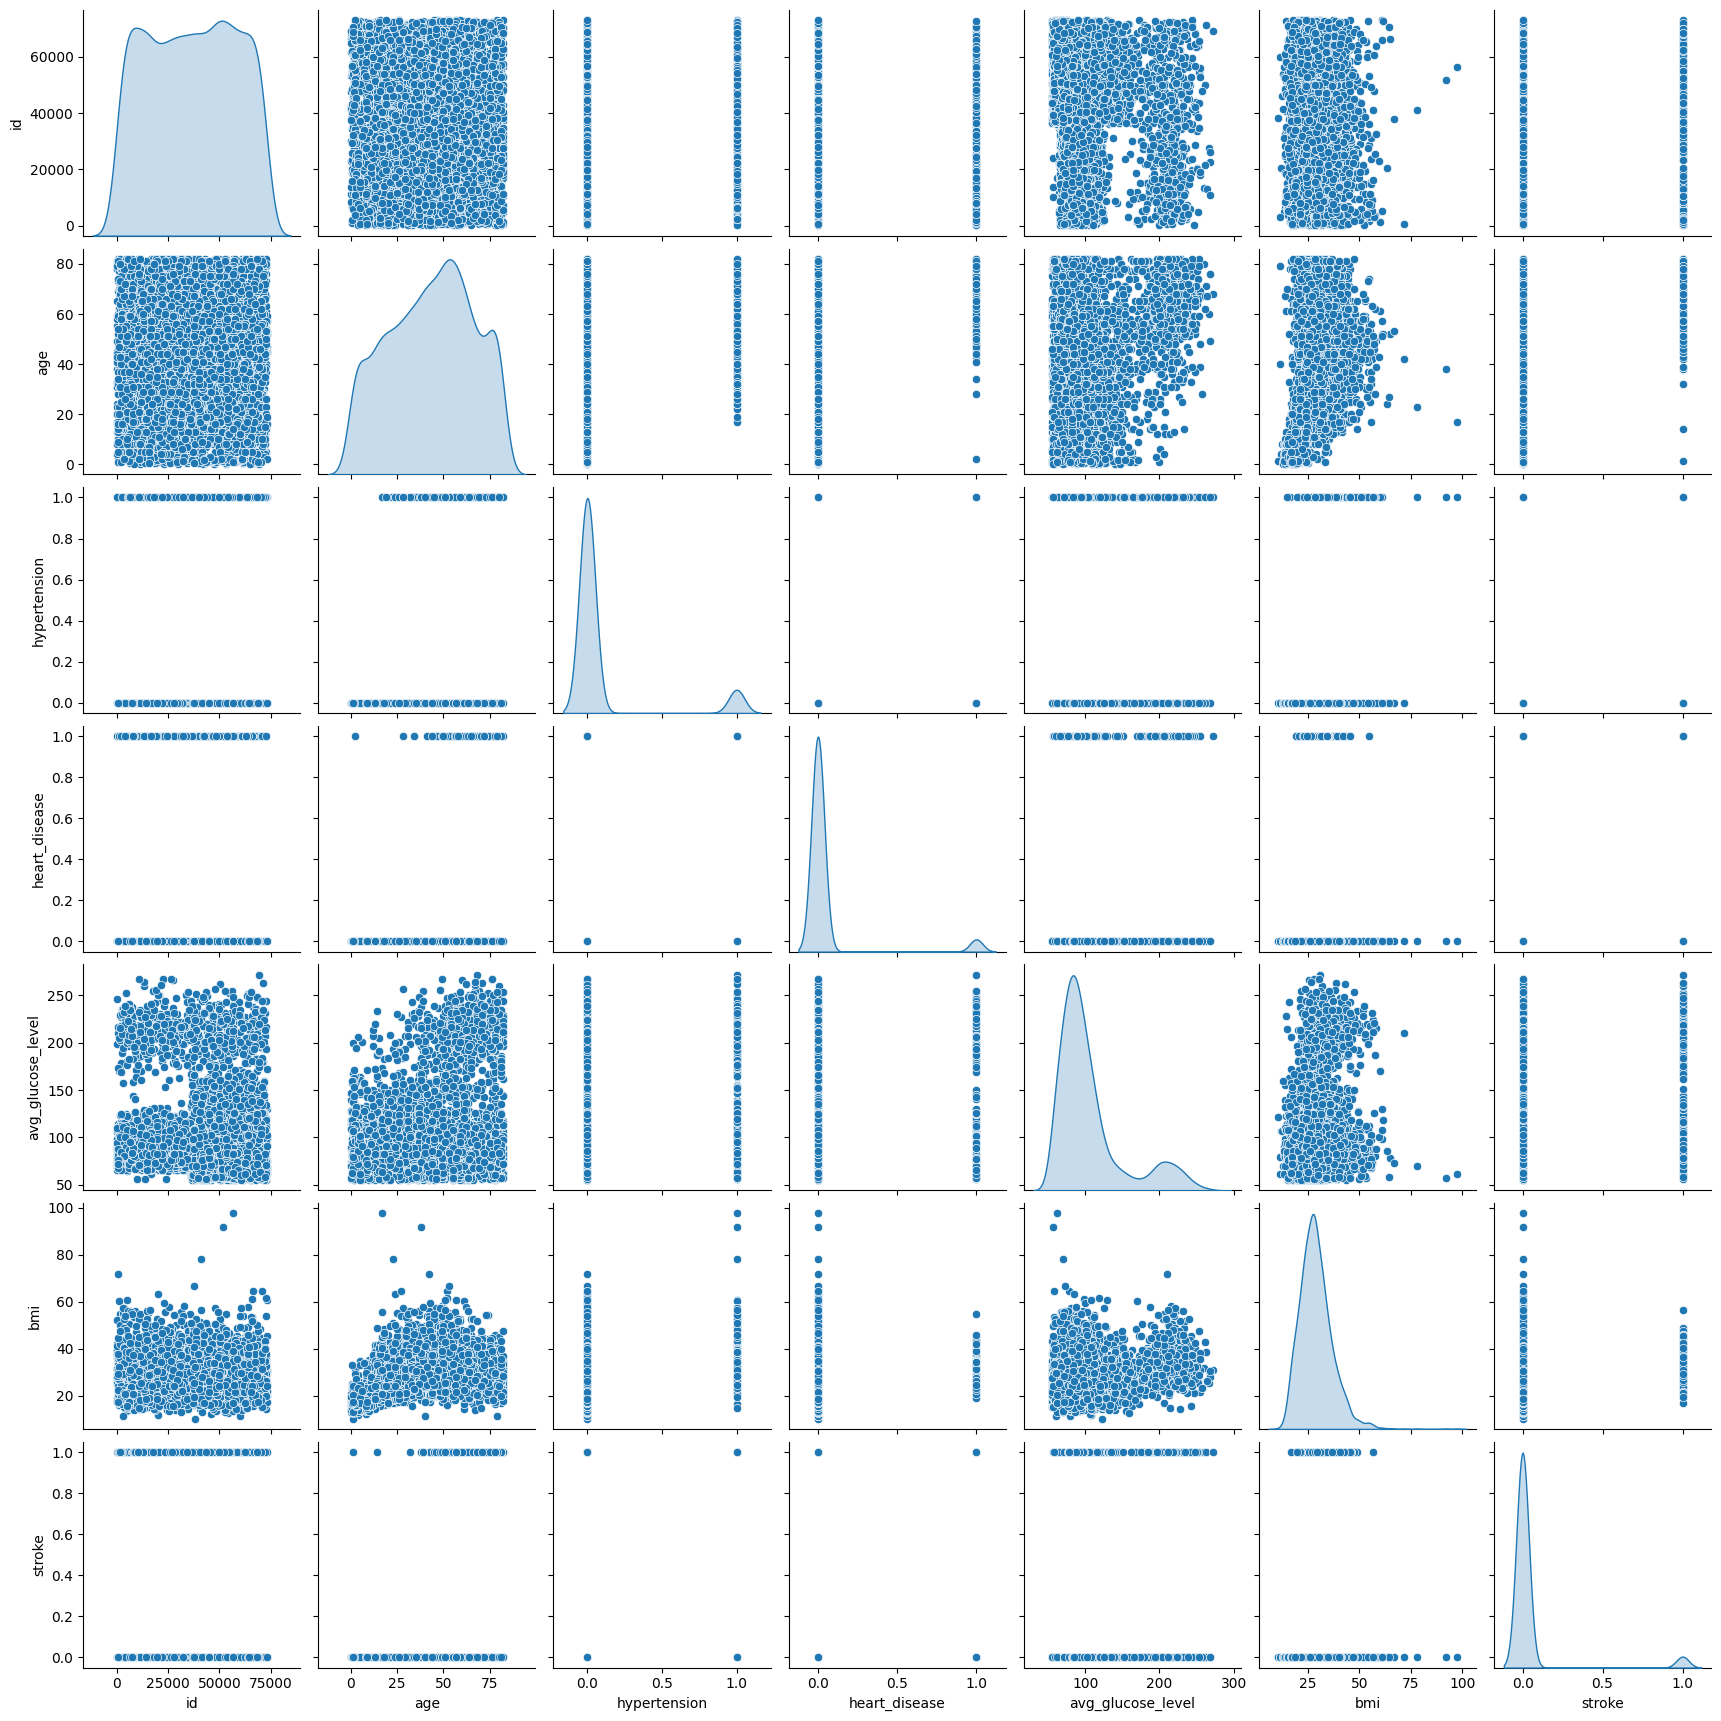 60000
40000
20000
0
id
80
60
40
20
0
age
1.0
0.8
0.6
0.4
0.2
0.0
hypertension
1.0
0.8
0.6
0.4
0.2
0.0
heart_disease
250
200
150
100
50
avg_glucose_level
100
80
60
40
20
bmi
1.0
0.8
0.6
0.4
0.2
0.0
stroke
0 25000 50000 75000
0 25 50 75
0.0 0.5 1.0
0.0 0.5 1.0
100 200 300
25 50 75 100
0.0 0.5 1.0
id age hypertension heart_disease avg_glucose_level bmi stroke